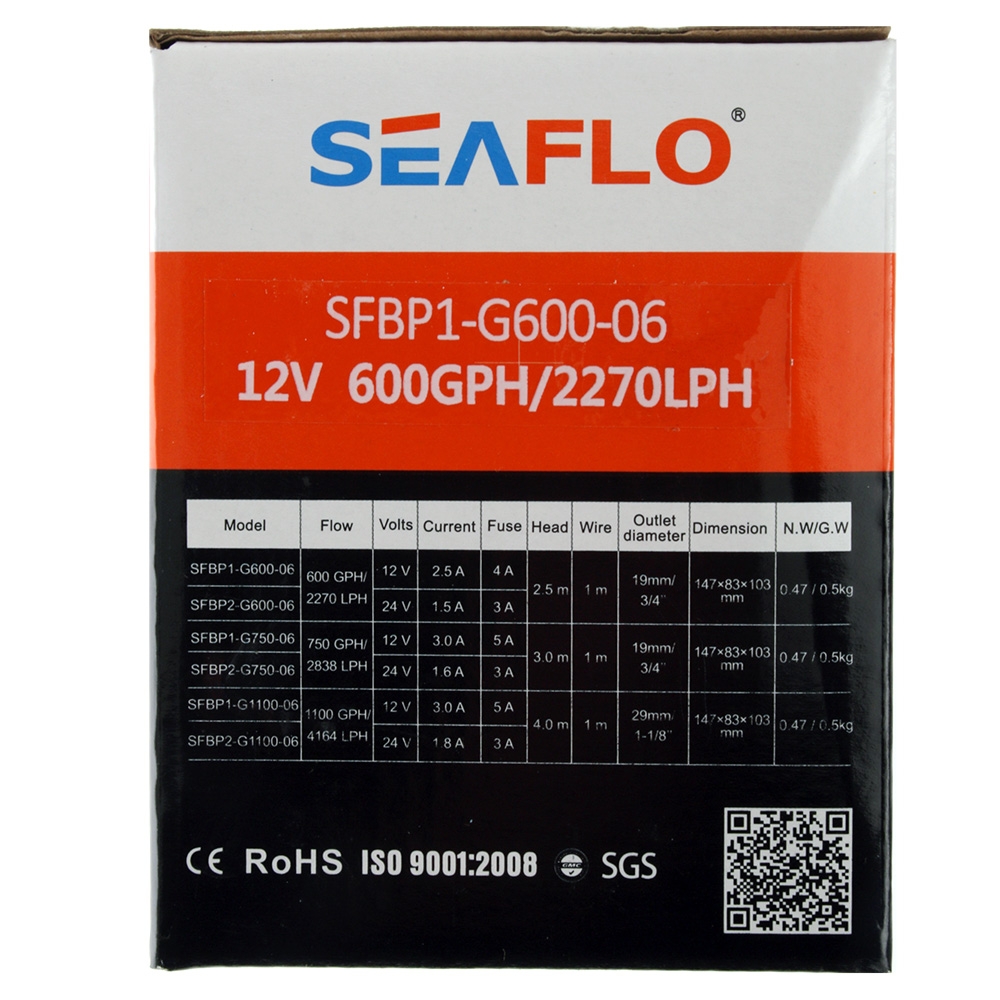 SEAFLO®
SFBP1-G600-06
12V 600GPH/2270LPH
Model Flow Volts Current Fuse Head Wire Outlet diameter Dimension N.W/G.W
SFBP1-G600-06 600 GPH/ 2270 LPH 12 V 2.5 A 4 A 2.5 m 1 m 19mm/ 3/4" 147×83×103 mm 0.47 / 0.5kg
SFBP2-G600-06 24 V 1.5 A 3 A
SFBP1-G750-06 750 GPH/ 2838 LPH 12 V 3.0 A 5 A 3.0 m 1 m 19mm/ 3/4" 147×83×103 mm 0.47 / 0.5kg
SFBP2-G750-06 24 V 1.6 A 3 A
SFBP1-G1100-06 1100 GPH/ 4164 LPH 12 V 3.0 A 5 A 4.0 m 1 m 29mm/ 1-1/8" 147×83×103 mm 0.47 / 0.5kg
SFBP2-G1100-06 24 V 1.8 A 3 A
CE RoHS ISO 9001:2008 GMC SGS